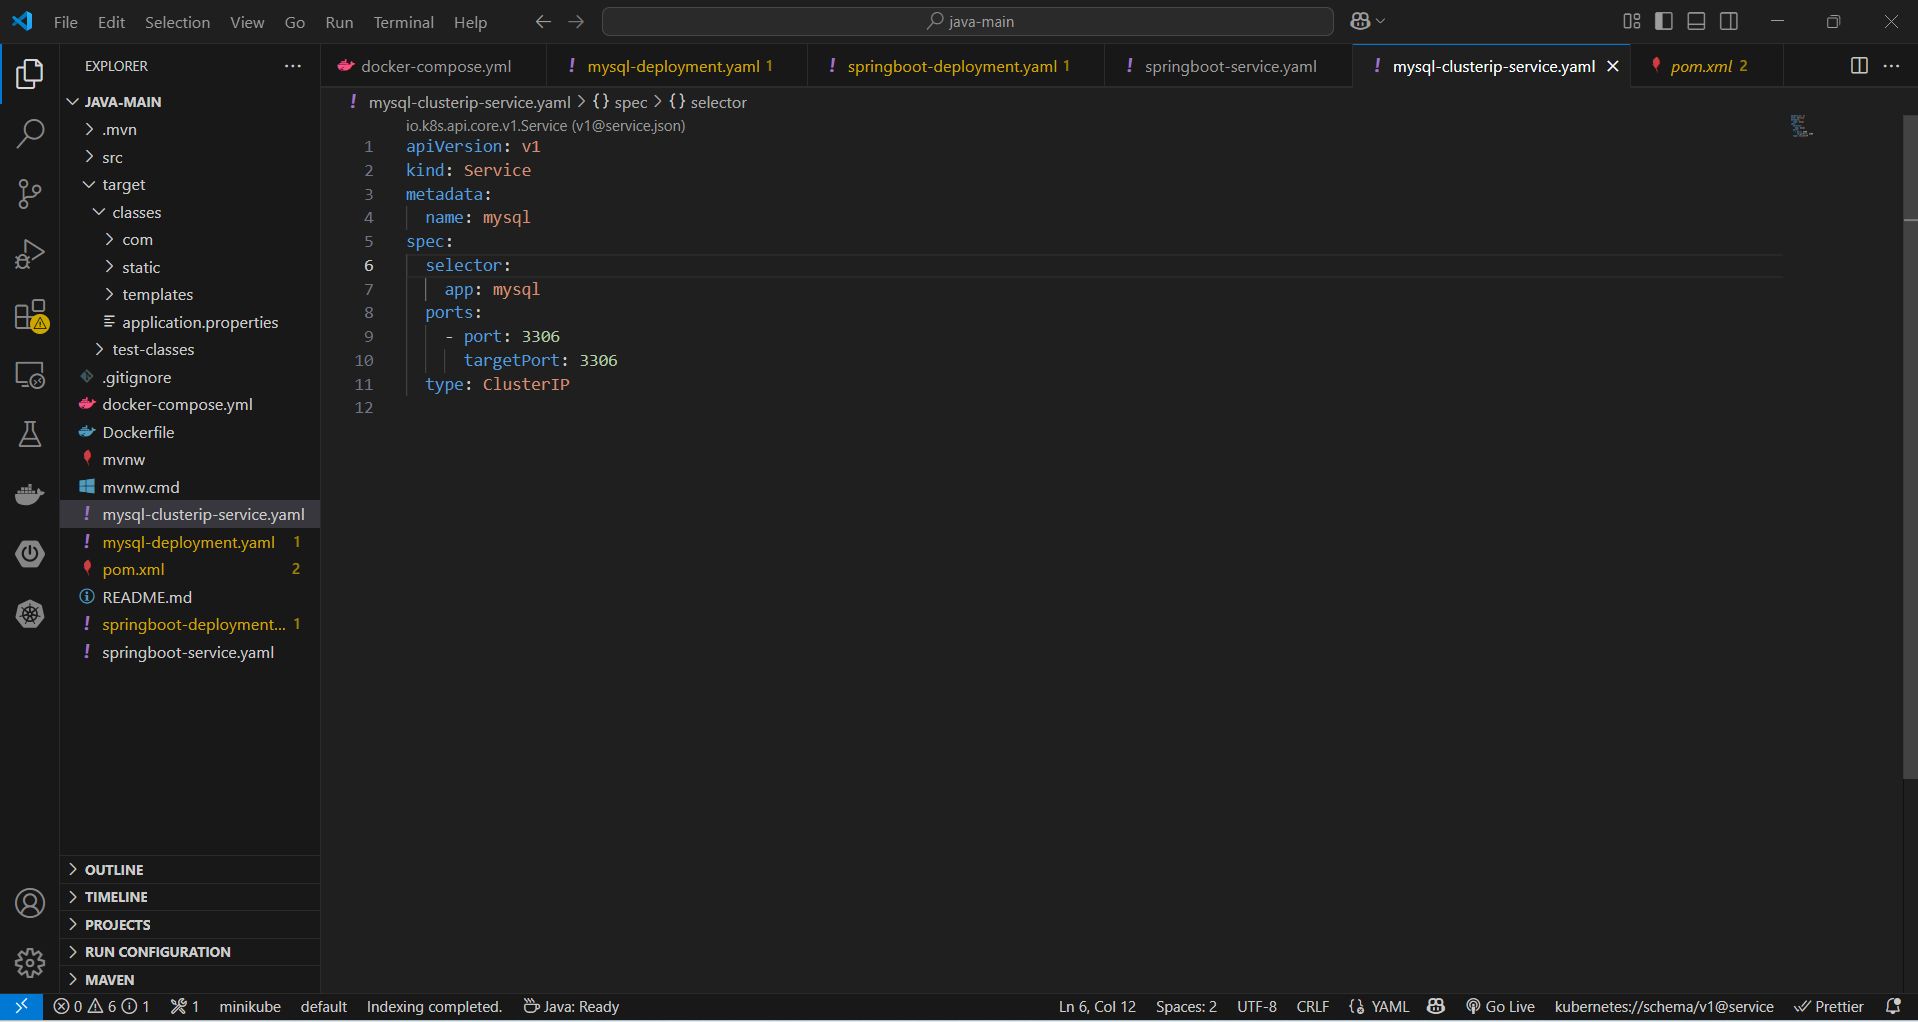 File Edit Selection View Go Run Terminal Help java-main
EXPLORER
JAVA-MAIN
.mvn
src
target
classes
com
static
templates
application.properties
test-classes
.gitignore
docker-compose.yml
Dockerfile
mvnw
mvnw.cmd
mysql-clusterip-service.yaml
mysql-deployment.yaml 1
pom.xml 2
README.md
springboot-deployment... 1
springboot-service.yaml
OUTLINE
TIMELINE
PROJECTS
RUN CONFIGURATION
MAVEN
docker-compose.yml mysql-deployment.yaml 1 springboot-deployment.yaml 1 springboot-service.yaml mysql-clusterip-service.yaml pom.xml 2
mysql-clusterip-service.yaml > {} spec > {} selector
io.k8s.api.core.v1.Service (v1@service.json)
1 apiVersion: v1
2 kind: Service
3 metadata:
4 name: mysql
5 spec:
6 selector:
7 app: mysql
8 ports:
9 - port: 3306
10 targetPort: 3306
11 type: ClusterIP
12
0 6 1 1 minikube default Indexing completed. Java: Ready Ln 6, Col 12 Spaces: 2 UTF-8 CRLF {} YAML Go Live kubernetes://schema/v1@service Prettier